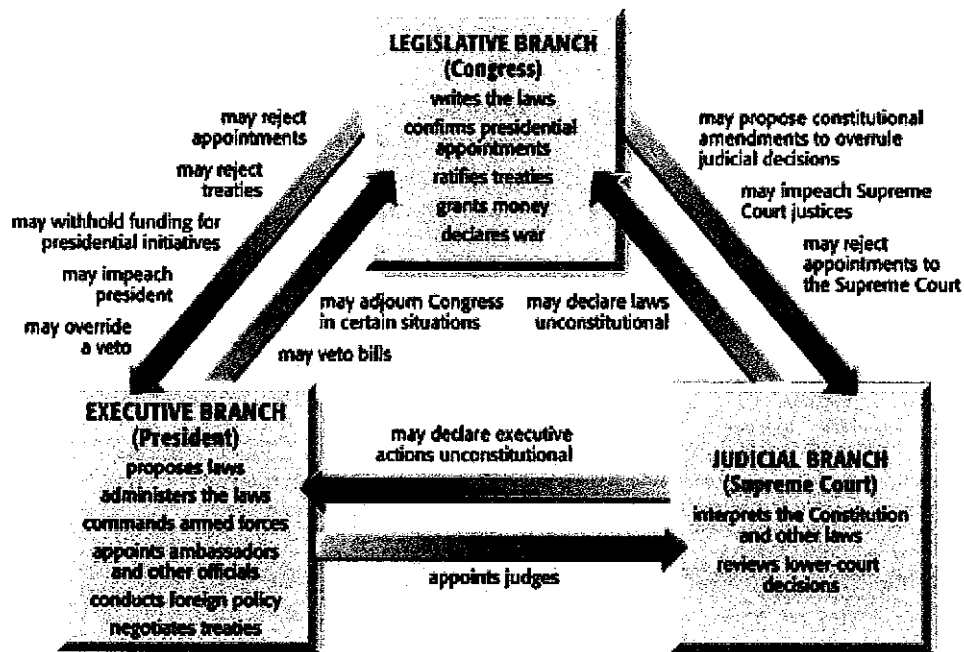 LEGISLATIVE BRANCH
(Congress)
writes the laws
confirms presidential
appointments
ratifies treaties
grants money
declares war
may reject
appointments
may reject
treaties
may withhold funding for
presidential initiatives
may impeach
president
may override
a veto
may propose constitutional
amendments to overrule
judicial decisions
may impeach Supreme
Court justices
may reject
appointments to
the Supreme Court
may adjourn Congress
in certain situations
may veto bills
may declare laws
unconstitutional
EXECUTIVE BRANCH
(President)
proposes laws
administers the laws
commands armed forces
appoints ambassadors
and other officials
conducts foreign policy
negotiates treaties
may declare executive
actions unconstitutional
appoints judges
JUDICIAL BRANCH
(Supreme Court)
interprets the Constitution
and other laws
reviews lower-court
decisions